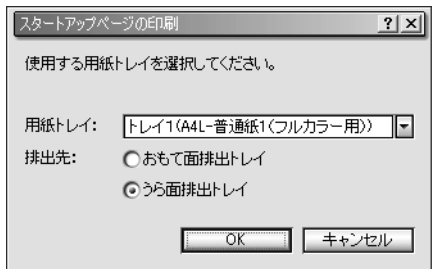 スタートアップページの印刷
使用する用紙トレイを選択してください。
用紙トレイ: トレイ1(A4L-普通紙1(フルカラー用))
排出先: おもて面排出トレイ
うら面排出トレイ
OK キャンセル